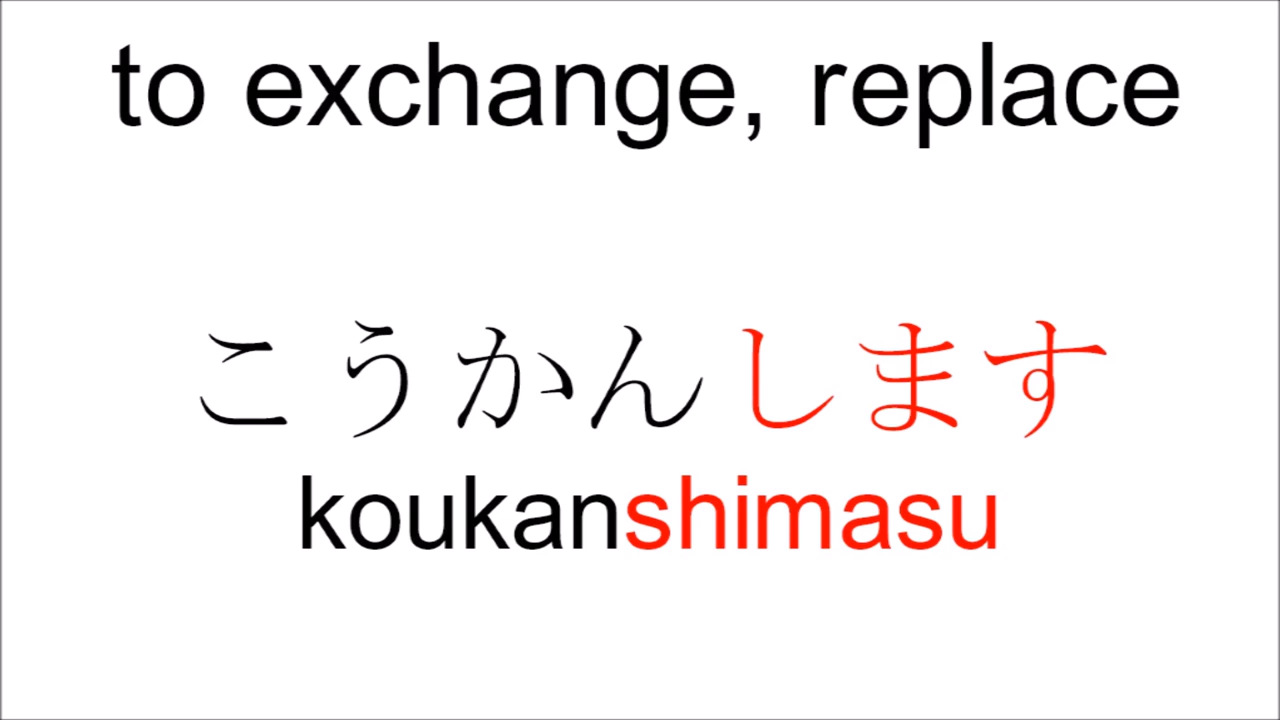 to exchange, replace
こうかんします
koukanshimasu